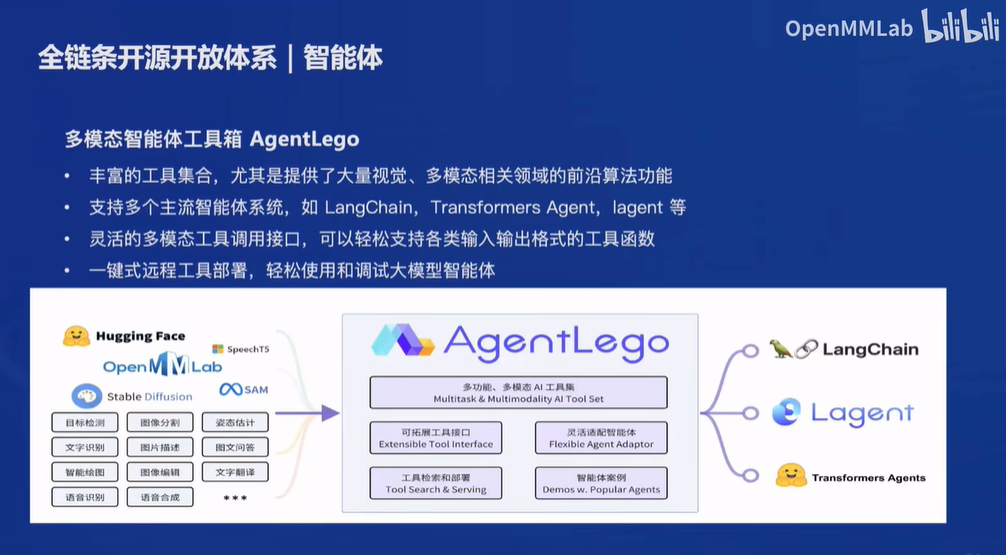 OpenMMLab bilibili
全链条开源开放体系 | 智能体
多模态智能体工具箱 AgentLego
• 丰富的工具集合，尤其是提供了大量视觉、多模态相关领域的前沿算法功能
• 支持多个主流智能体系统，如 LangChain，Transformers Agent，lagent 等
• 灵活的多模态工具调用接口，可以轻松支持各类输入输出格式的工具函数
• 一键式远程工具部署，轻松使用和调试大模型智能体
Hugging Face
SpeechT5
OpenMMLab
Stable Diffusion
SAM
目标检测 图像分割 姿态估计
文字识别 图片描述 图文问答
智能绘图 图像编辑 文字翻译
语音识别 语音合成 •••
AgentLego
多功能、多模态 AI 工具集
Multitask & Multimodality AI Tool Set
可拓展工具接口
Extensible Tool Interface
灵活适配智能体
Flexible Agent Adaptor
工具检索和部署
Tool Search & Serving
智能体案例
Demos w. Popular Agents
LangChain
Lagent
Transformers Agents